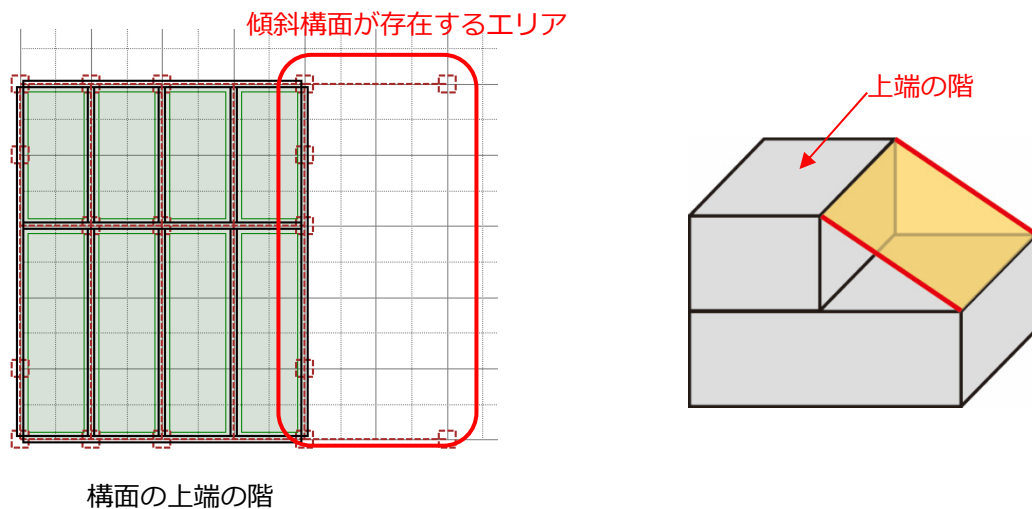 傾斜構面が存在するエリア
上端の階
構面の上端の階